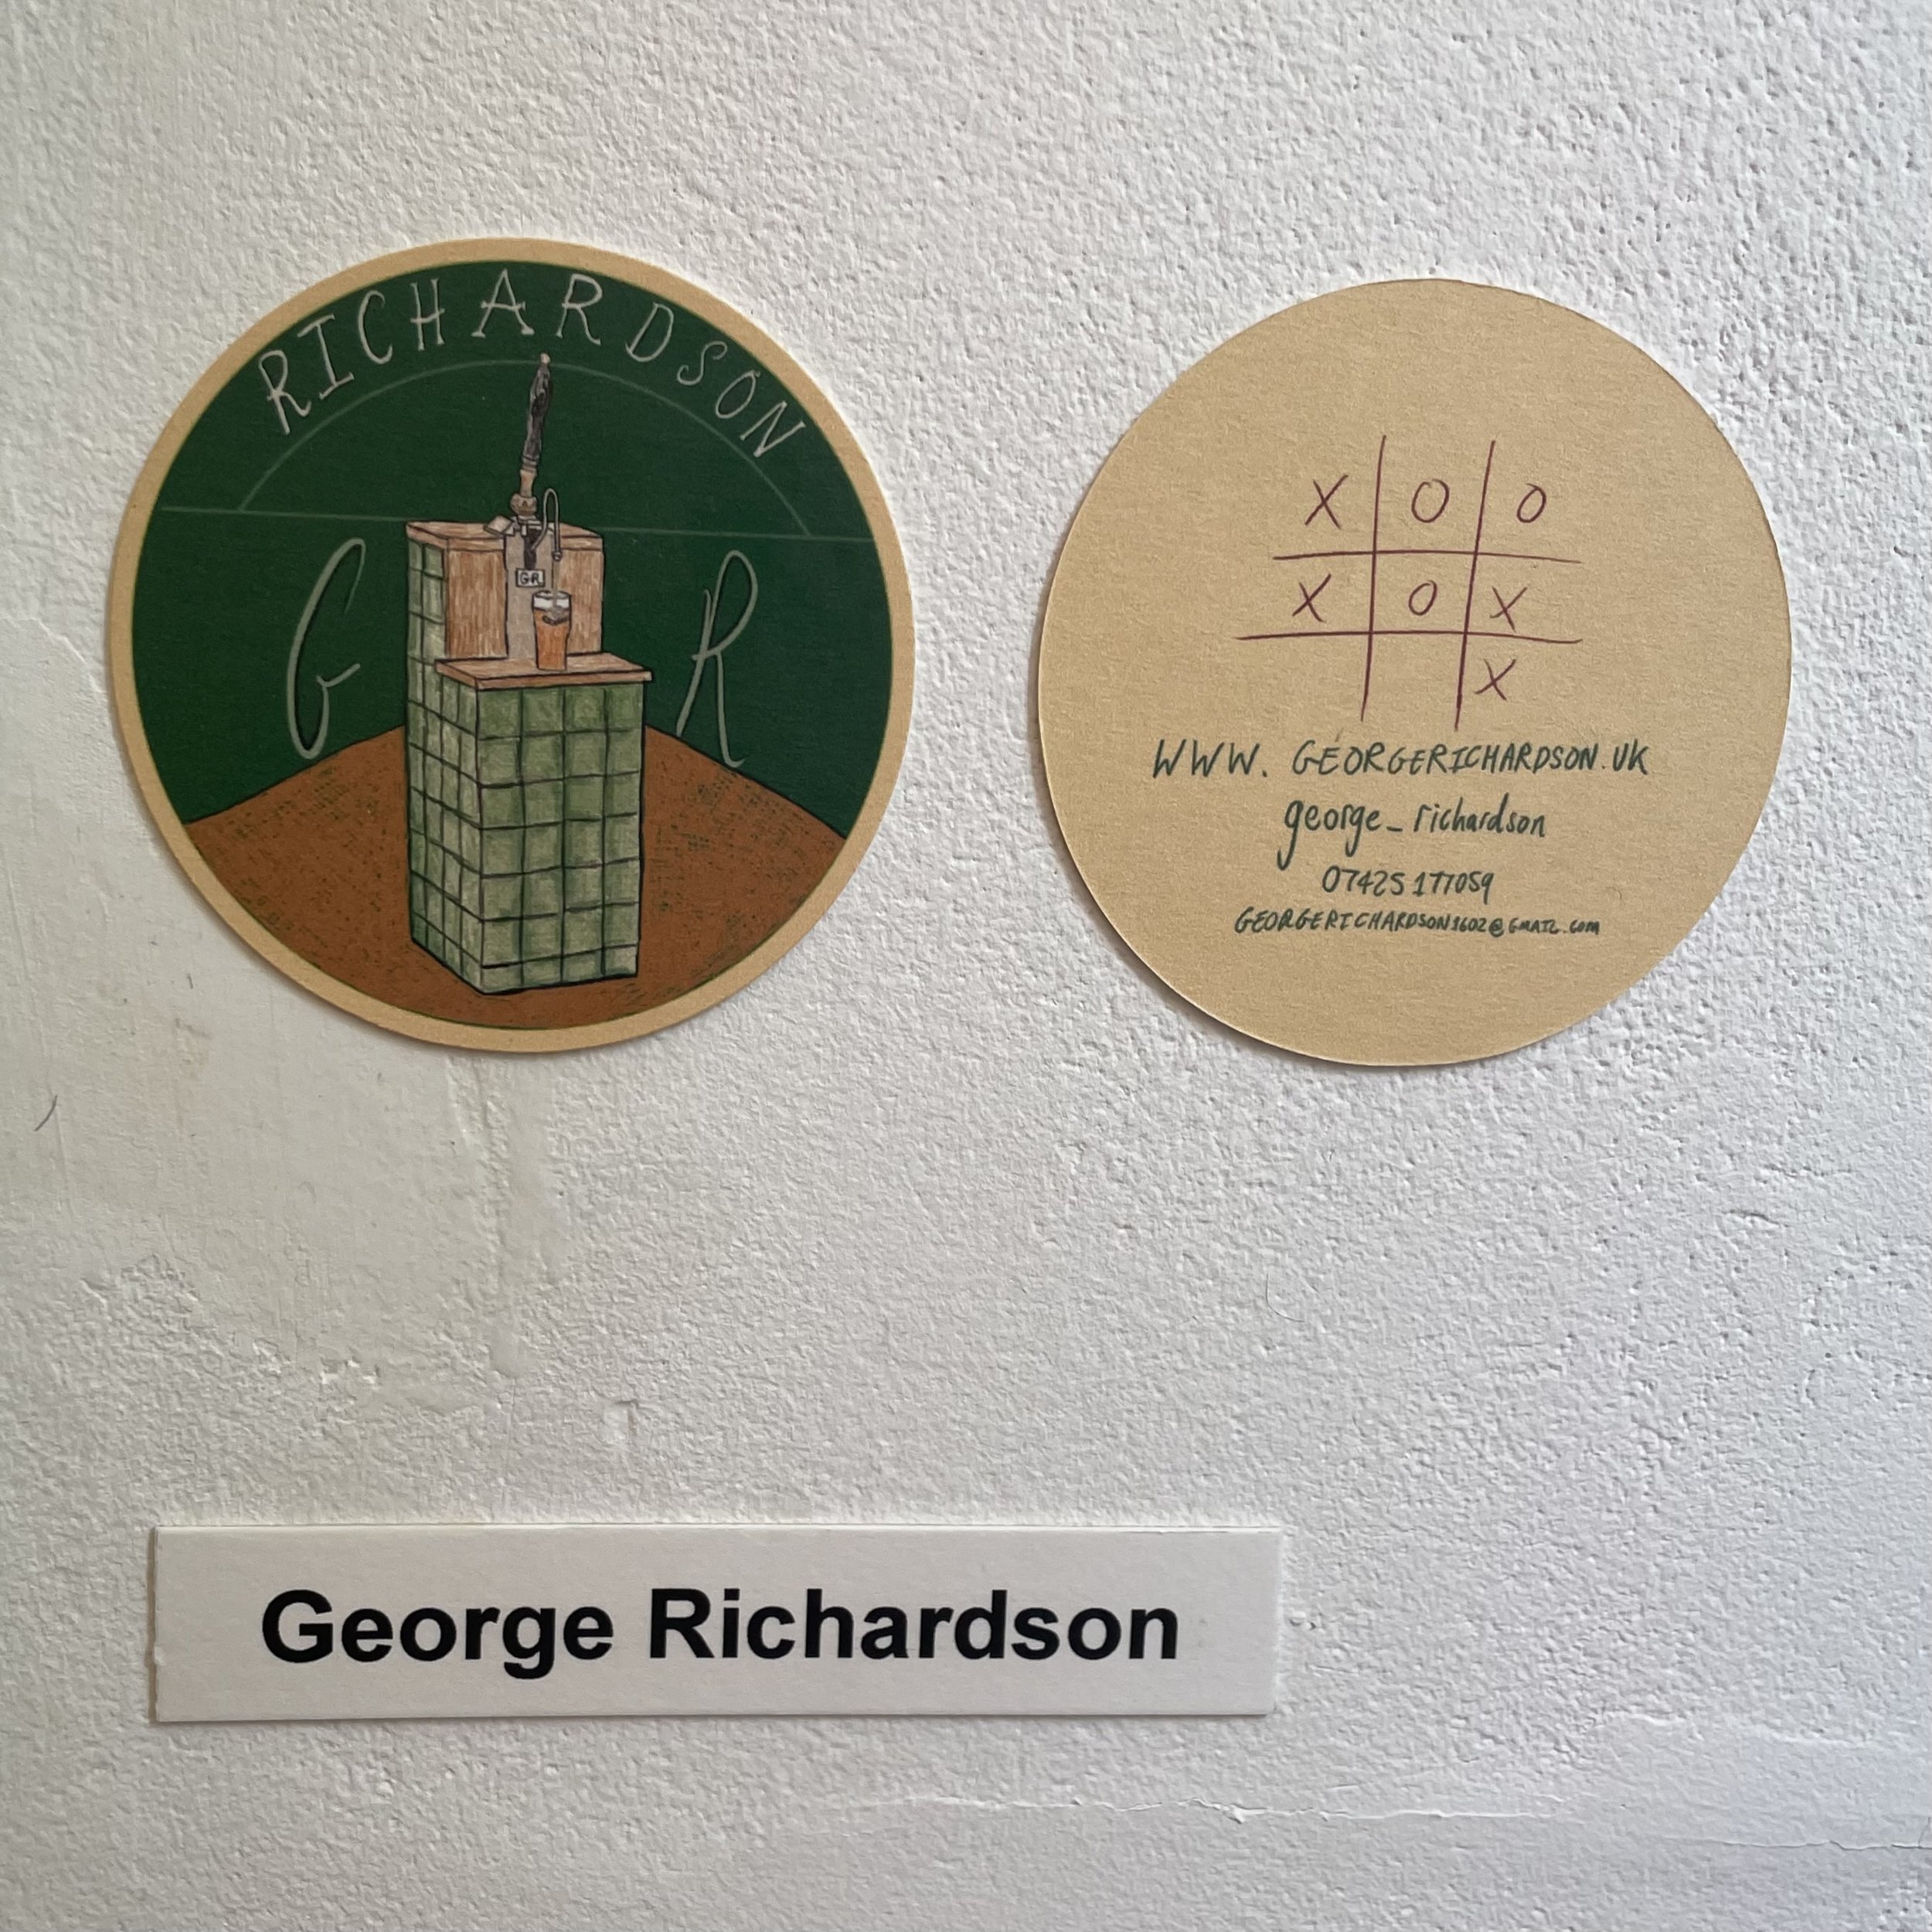 RICHARDSON
G R
GR
X O O
X O X
X
WWW. GEORGERICHARDSON.UK
george_richardson
07425 177059
GEORGERICHARDSON1602@GMAIL.COM
George Richardson